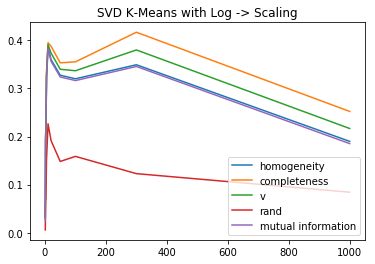 SVD K-Means with Log -> Scaling
0.4
0.3
0.2
0.1
0.0
homogeneity
completeness
v
rand
mutual information
0 200 400 600 800 1000